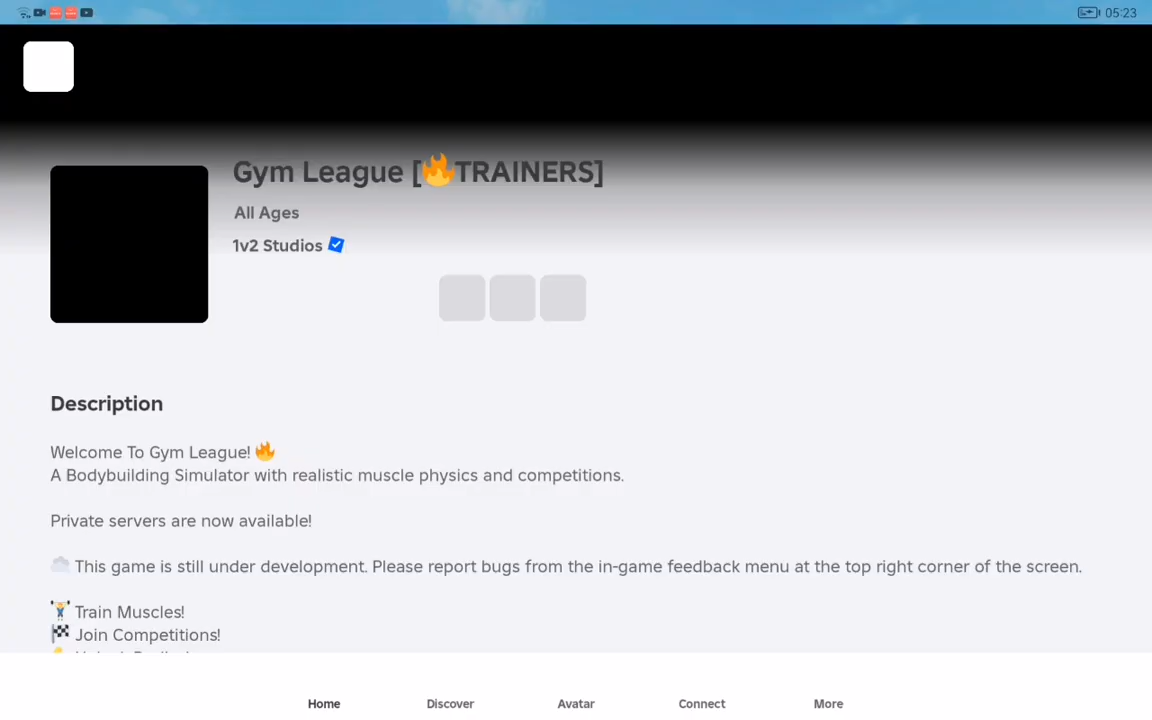 05:23
Gym League [🔥TRAINERS]
All Ages
1v2 Studios
Description
Welcome To Gym League! 🔥
A Bodybuilding Simulator with realistic muscle physics and competitions.
Private servers are now available!
☁️ This game is still under development. Please report bugs from the in-game feedback menu at the top right corner of the screen.
🏋️ Train Muscles!
🏁 Join Competitions!
Home
Discover
Avatar
Connect
More